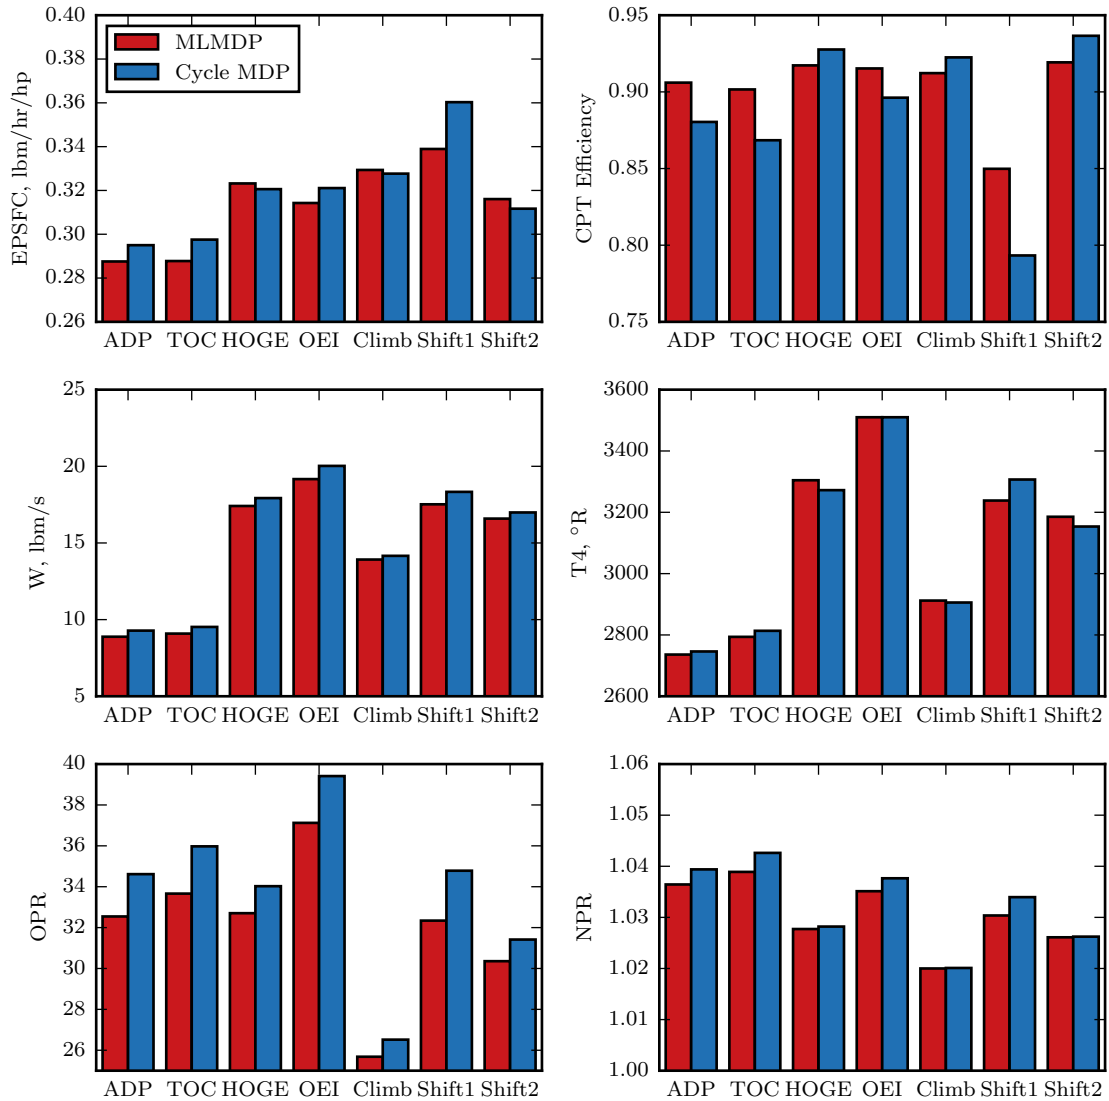 EPSFC, lbm/hr/hp
0.40
0.38
0.36
0.34
0.32
0.30
0.28
0.26
MLMDP
Cycle MDP
ADP TOC HOGE OEI Climb Shift1 Shift2
CPT Efficiency
0.95
0.90
0.85
0.80
0.75
ADP TOC HOGE OEI Climb Shift1 Shift2
W, lbm/s
25
20
15
10
5
ADP TOC HOGE OEI Climb Shift1 Shift2
T4, °R
3600
3400
3200
3000
2800
2600
ADP TOC HOGE OEI Climb Shift1 Shift2
OPR
40
38
36
34
32
30
28
26
ADP TOC HOGE OEI Climb Shift1 Shift2
NPR
1.06
1.05
1.04
1.03
1.02
1.01
1.00
ADP TOC HOGE OEI Climb Shift1 Shift2